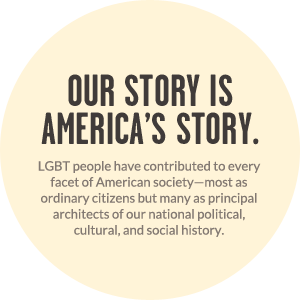 OUR STORY IS
AMERICA'S STORY.
LGBT people have contributed to every
facet of American society—most as
ordinary citizens but many as principal
architects of our national political,
cultural, and social history.